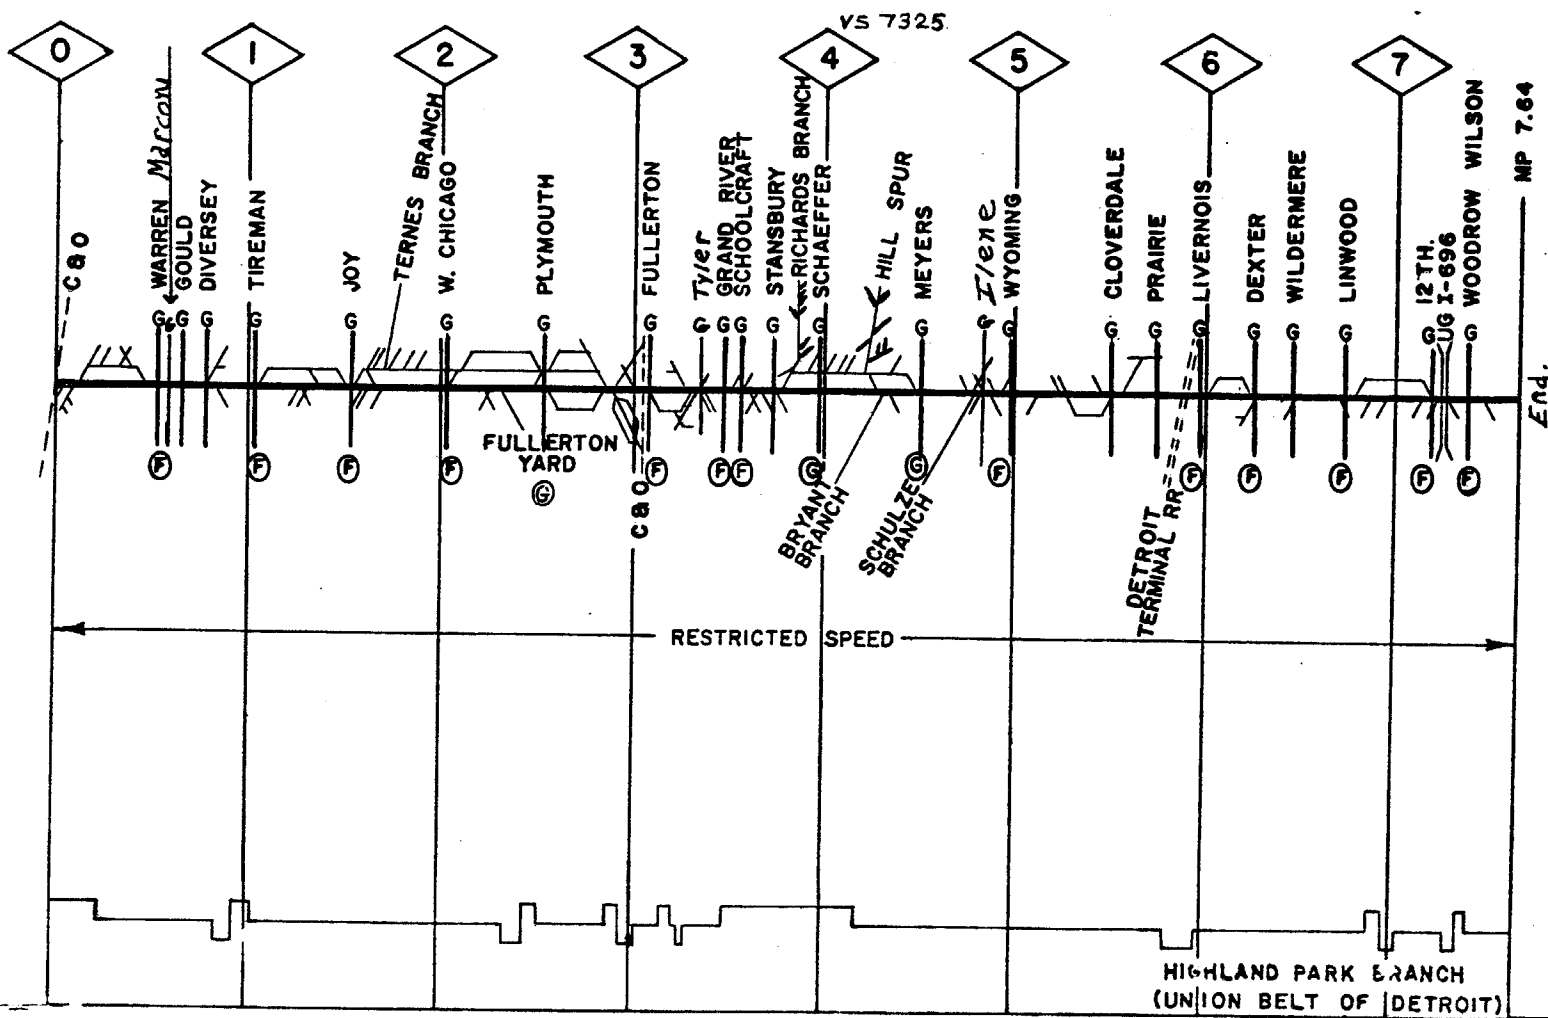 VS 7325
0
1
2
3
4
5
6
7
MP 7.64
C&O
WARREN
Marcon
GOULD
DIVERSEY
TIREMAN
JOY
TERNES BRANCH
W. CHICAGO
PLYMOUTH
FULLERTON
Tyler
GRAND RIVER
SCHOOLCRAFT
STANSBURY
RICHARDS BRANCH
SCHAEFFER
HILL SPUR
MEYERS
Ilene
WYOMING
CLOVERDALE
PRAIRIE
LIVERNOIS
DEXTER
WILDERMERE
LINWOOD
12TH.
UG I-696
WOODROW WILSON
End.
G G G G G G G G G G G G G G G G G G G G G G G G G G
FULLERTON
YARD
F F F F F F F G G F F F F F F
G
C&O
BRYANT
BRANCH
SCHULZE
BRANCH
DETROIT
TERMINAL RR
RESTRICTED SPEED
HIGHLAND PARK BRANCH
(UNION BELT OF DETROIT)